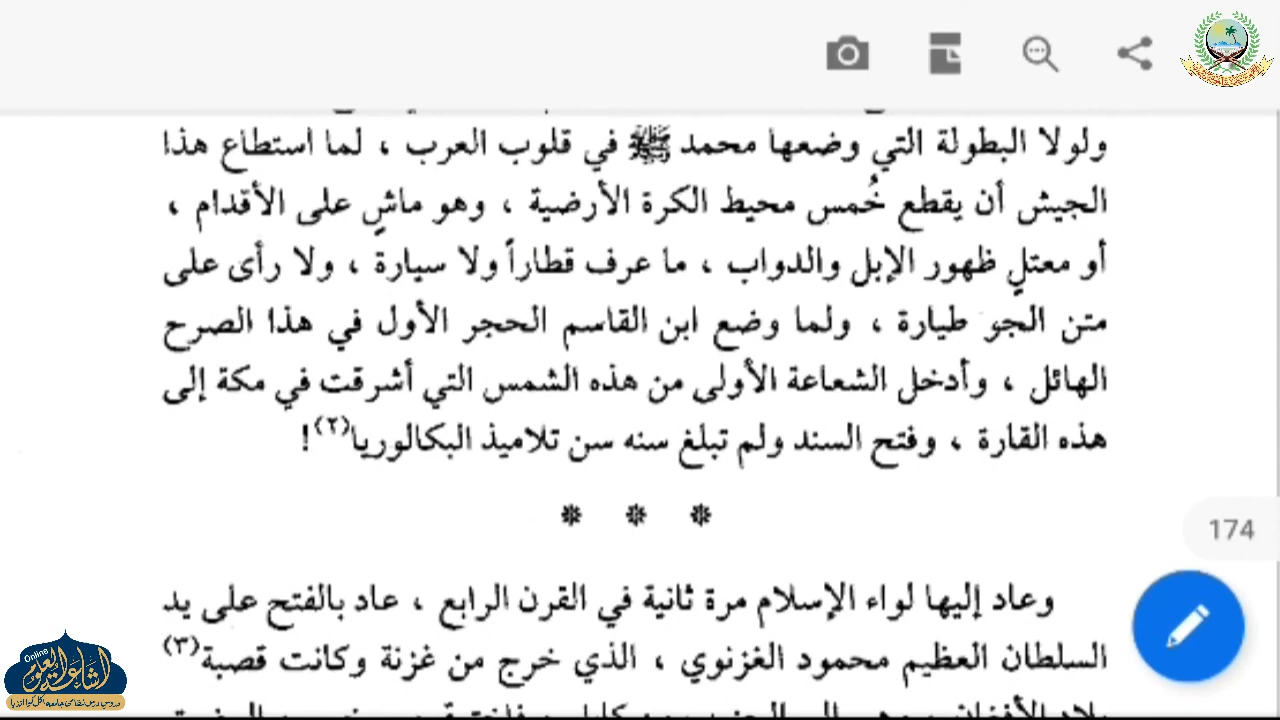 ولولا البطولة التي وضعها محمد ﷺ في قلوب العرب ، لما استطاع هذا
الجيش أن يقطع خُمس محيط الكرة الأرضية ، وهو ماشٍ على الأقدام ،
أو معتلٍ ظهور الإبل والدواب ، ما عرف قطاراً ولا سيارة ، ولا رأى على
متن الجو طيارة ، ولما وضع ابن القاسم الحجر الأول في هذا الصرح
الهائل ، وأدخل الشعاعة الأولى من هذه الشمس التي أشرقت في مكة إلى
هذه القارة ، وفتح السند ولم تبلغ سنه سن تلاميذ البكالوريا(٢)!
* * *
174
وعاد إليها لواء الإسلام مرة ثانية في القرن الرابع ، عاد بالفتح على يد
السلطان العظيم محمود الغزنوي ، الذي خرج من غزنة وكانت قصبة(٣)
Online